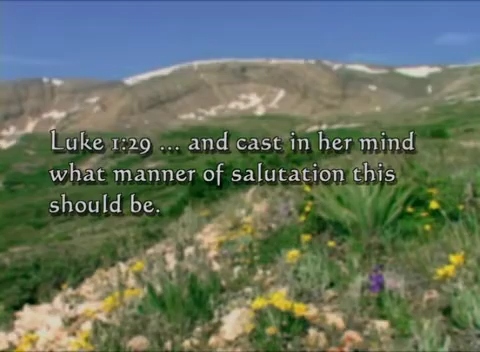 Luke 1:29 ... and cast in her mind
what manner of salutation this
should be.